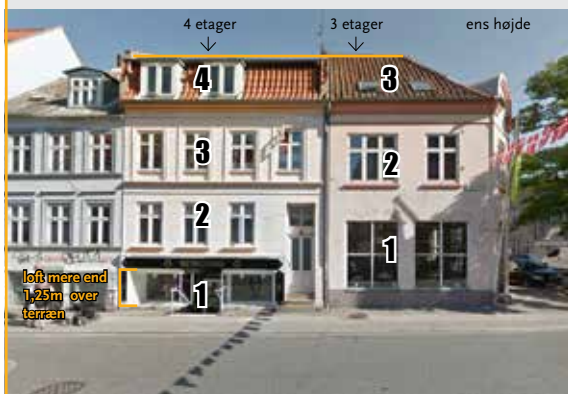 4 etager
3 etager
ens højde
4
3
3
2
2
1
loft mere end
1,25m over
terræn
1